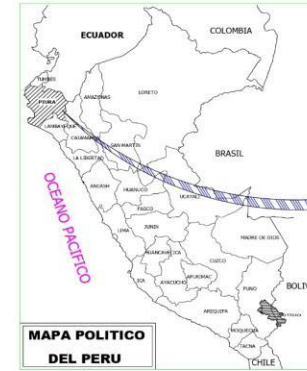 ECUADOR
COLOMBIA
TUMBES
PIURA
AMAZONAS
LORETO
LAMBAYEQUE
CAJAMARCA
SAN MARTIN
LA LIBERTAD
BRASIL
ANCASH
HUANUCO
UCAYALI
PASCO
OCEANO PACIFICO
LIMA
JUNIN
MADRE DE DIOS
HUANCAVELICA
CUZCO
ICA
AYACUCHO
APURIMAC
PUNO
BOLIV
AREQUIPA
MOQUEGUA
TACNA
CHILE
MAPA POLITICO
DEL PERU